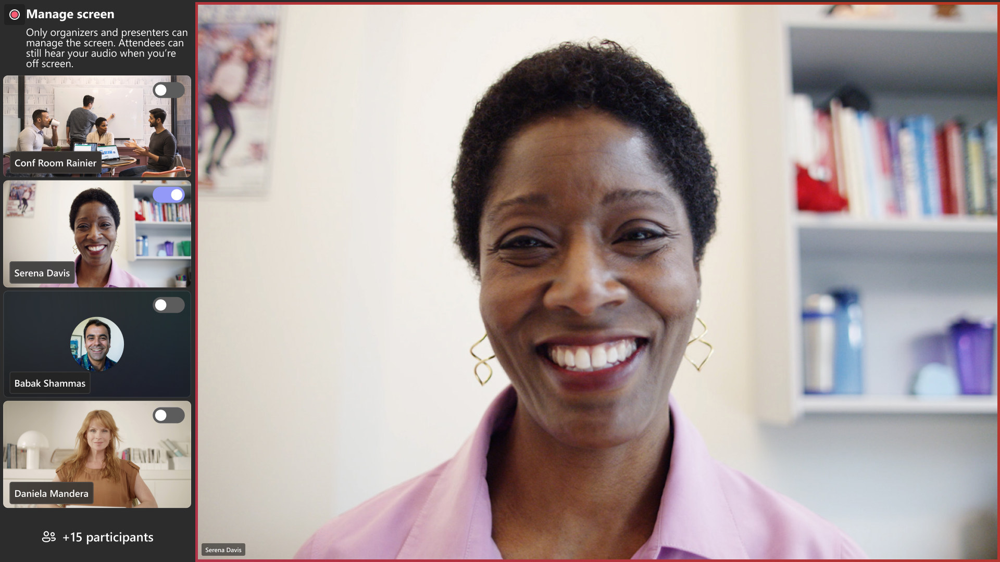 Manage screen
Only organizers and presenters can
manage the screen. Attendees can
still hear your audio when you’re
off screen.
Conf Room Rainier
Serena Davis
Babak Shammas
Daniela Mandera
+15 participants
Serena Davis